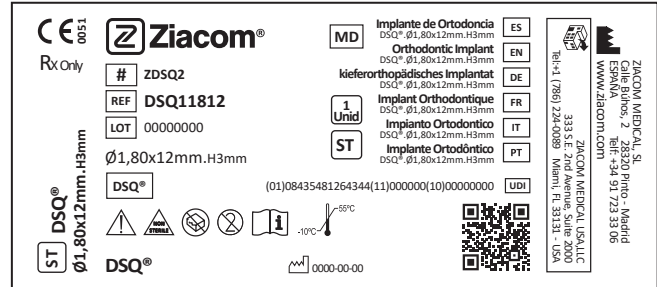 CE 0051
Rx Only
Z Ziacom®
# ZDSQ2
REF DSQ11812
LOT 00000000
Ø1,80x12mm.H3mm
DSQ®
NON STERILE
2
i
-10ºC
55ºC
DSQ®
0000-00-00
ST DSQ®
Ø1,80x12mm.H3mm
MD
1 Unid
ST
Implante de Ortodoncia ES
DSQ®.Ø1,80x12mm.H3mm
Orthodontic Implant EN
DSQ®.Ø1,80x12mm.H3mm
kieferorthopädisches Implantat DE
DSQ®.Ø1,80x12mm.H3mm
Implant Orthodontique FR
DSQ®.Ø1,80x12mm.H3mm
Impianto Ortodontico IT
DSQ®.Ø1,80x12mm.H3mm
Implante Ortodôntico PT
DSQ®.Ø1,80x12mm.H3mm
(01)08435481264344(11)000000(10)00000000 UDI
ZIACOM MEDICAL, SL
Calle Búhos, 2 28320 Pinto - Madrid
ESPAÑA Telf: +34 91 723 33 06
www.ziacom.com
ZIACOM MEDICAL USA,LLC
333 S.E. 2nd Avenue, Suite 2000
Tel:+1 (786) 224-0089 Miami, FL 33131 - USA